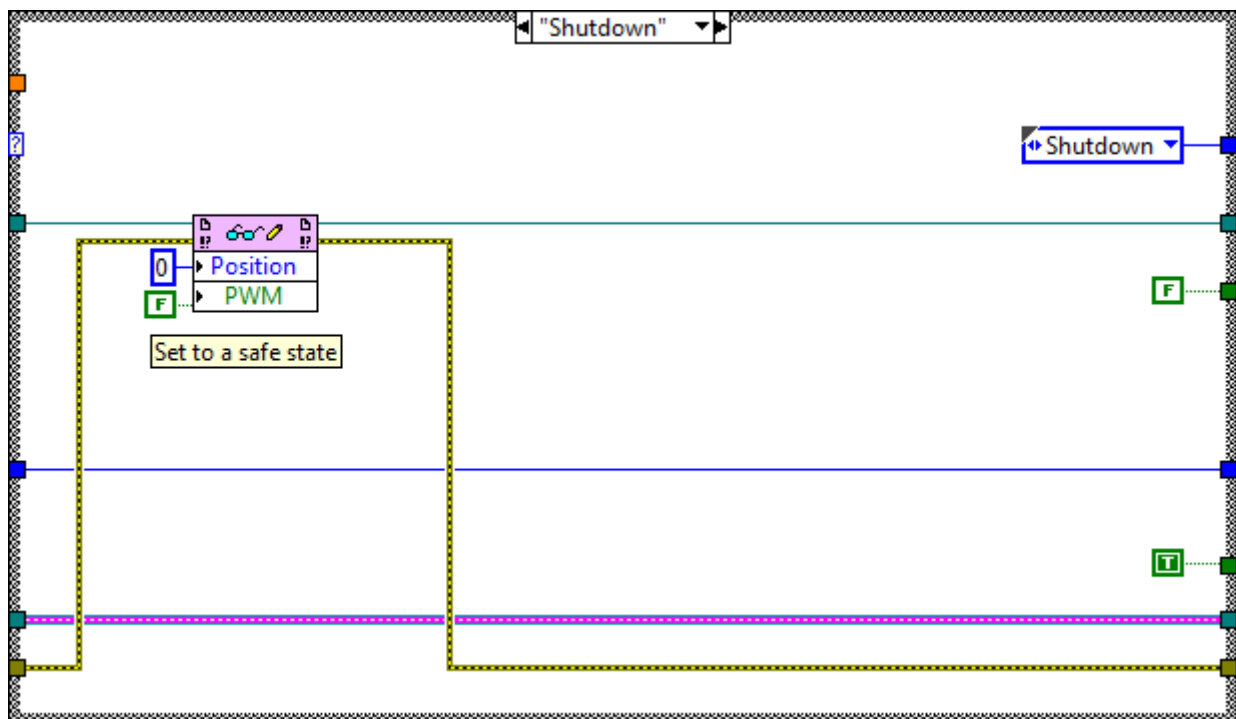 "Shutdown"
?
Shutdown
!? !?
0 Position
F PWM
F
Set to a safe state
T